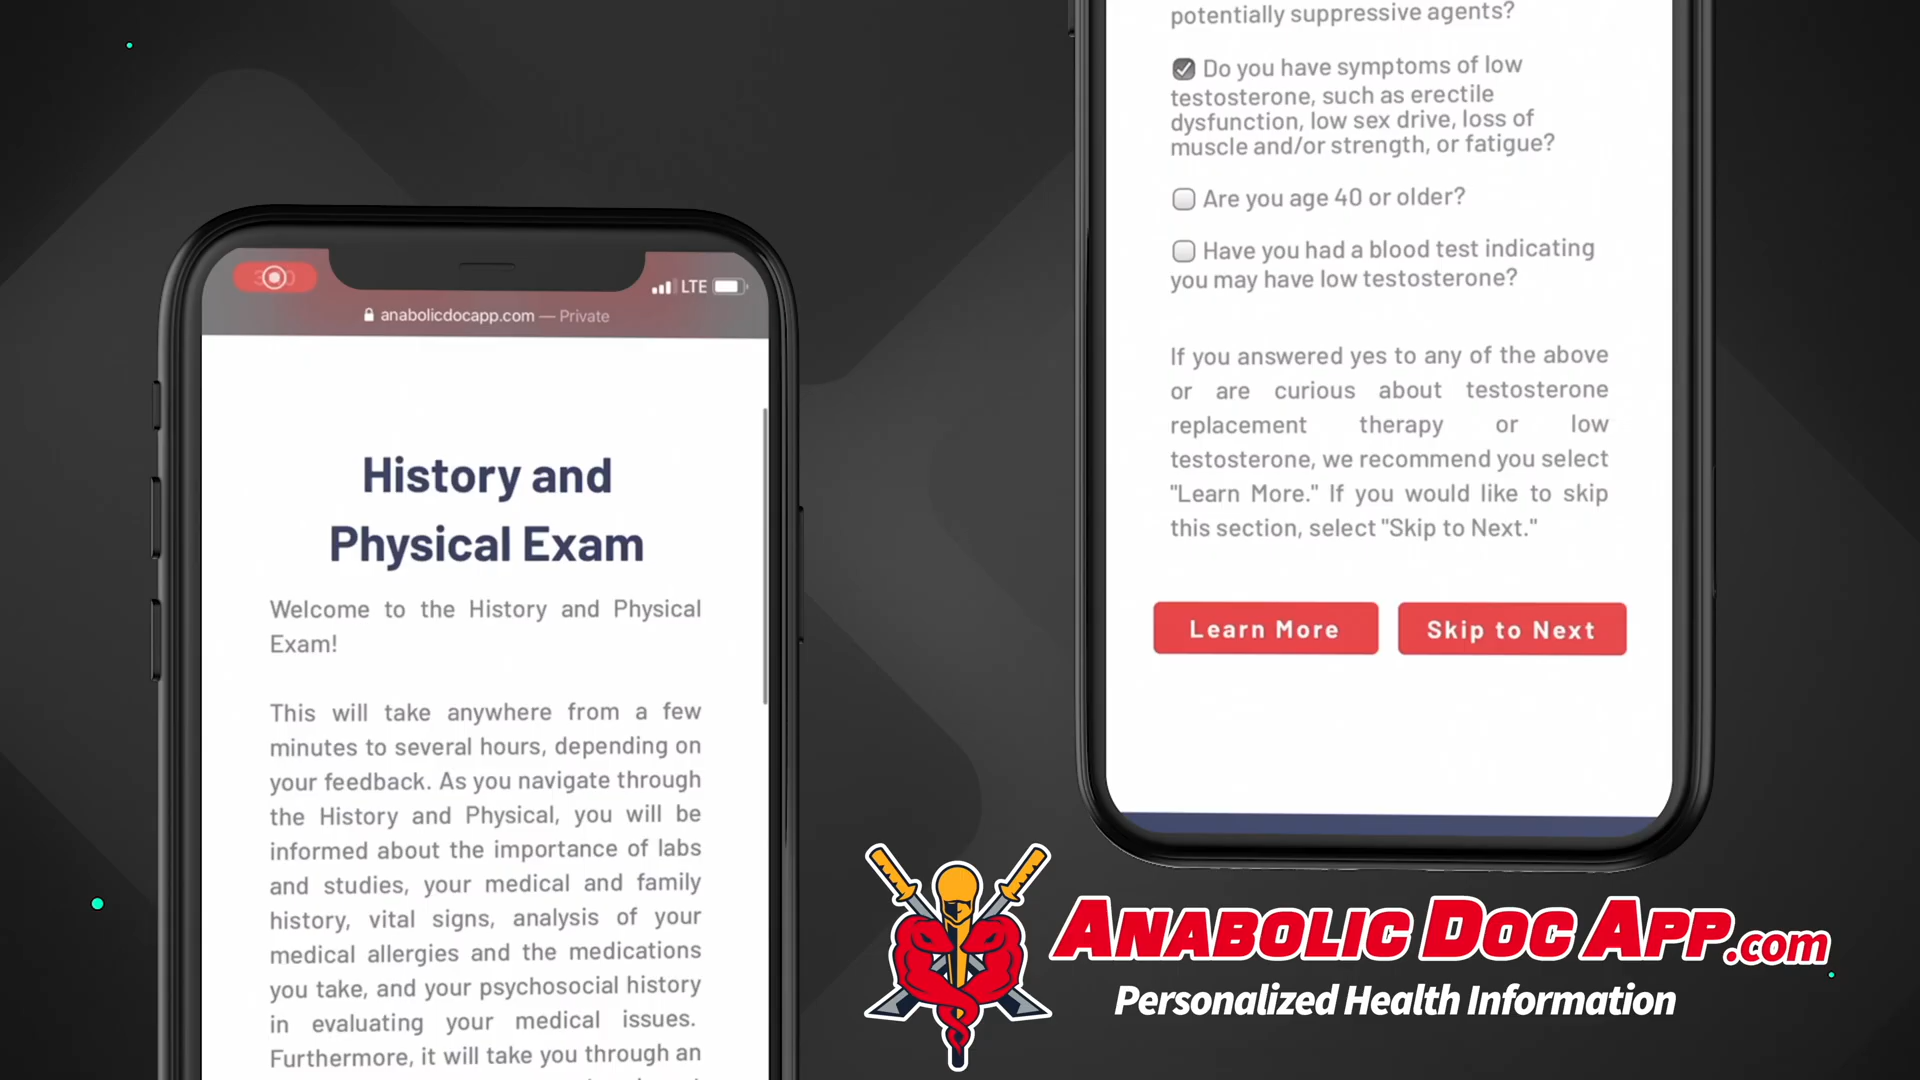 LTE
anabolicdocapp.com — Private
History and
Physical Exam
Welcome to the History and Physical
Exam!
This will take anywhere from a few
minutes to several hours, depending on
your feedback. As you navigate through
the History and Physical, you will be
informed about the importance of labs
and studies, your medical and family
history, vital signs, analysis of your
medical allergies and the medications
you take, and your psychosocial history
in evaluating your medical issues.
Furthermore, it will take you through an
potentially suppressive agents?
Do you have symptoms of low
testosterone, such as erectile
dysfunction, low sex drive, loss of
muscle and/or strength, or fatigue?
Are you age 40 or older?
Have you had a blood test indicating
you may have low testosterone?
If you answered yes to any of the above
or are curious about testosterone
replacement therapy or low
testosterone, we recommend you select
"Learn More." If you would like to skip
this section, select "Skip to Next."
Learn More
Skip to Next
ANABOLIC DOC APP.com
Personalized Health Information